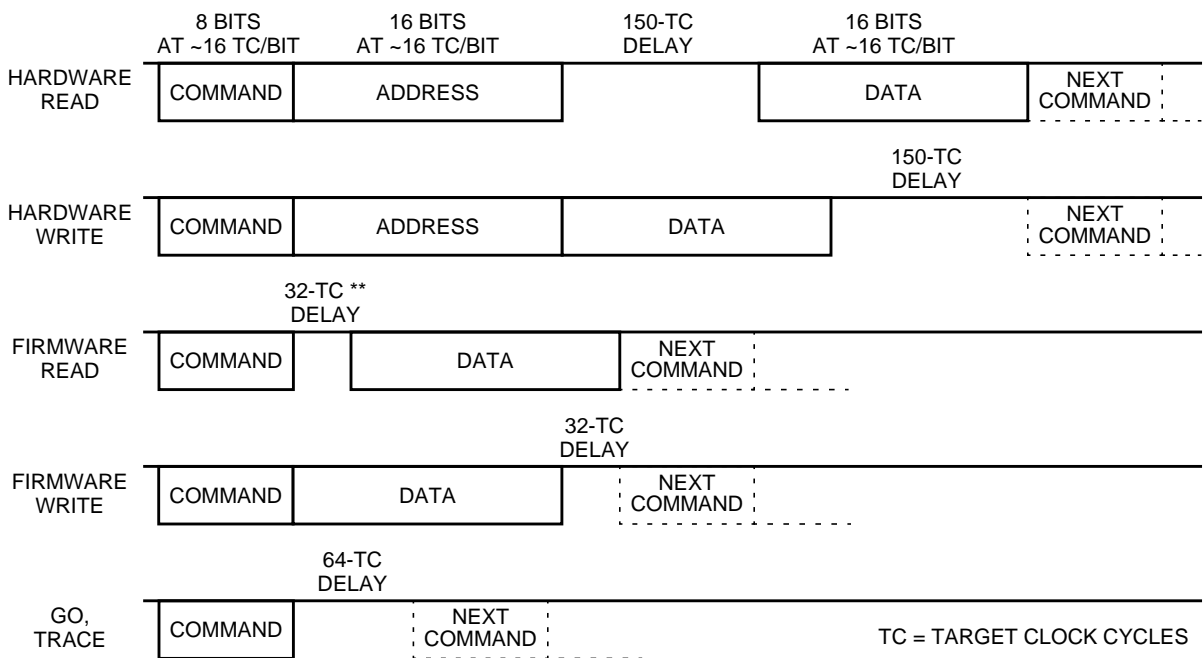 8 BITS
AT ~16 TC/BIT
16 BITS
AT ~16 TC/BIT
150-TC
DELAY
16 BITS
AT ~16 TC/BIT
HARDWARE
READ
COMMAND
ADDRESS
DATA
NEXT
COMMAND
150-TC
DELAY
HARDWARE
WRITE
COMMAND
ADDRESS
DATA
NEXT
COMMAND
32-TC **
DELAY
FIRMWARE
READ
COMMAND
DATA
NEXT
COMMAND
32-TC
DELAY
FIRMWARE
WRITE
COMMAND
DATA
NEXT
COMMAND
64-TC
DELAY
GO,
TRACE
COMMAND
NEXT
COMMAND
TC = TARGET CLOCK CYCLES